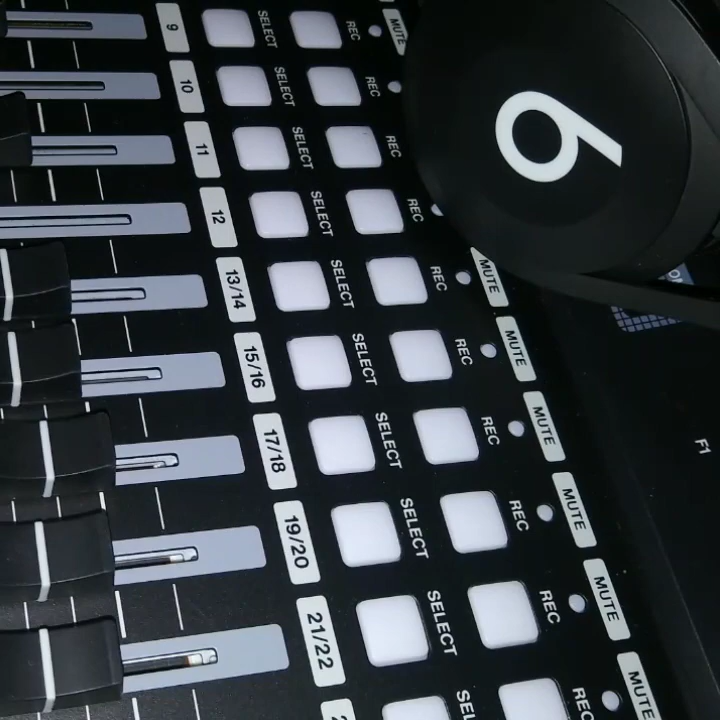 9 SELECT REC MUTE
10 SELECT REC
11 SELECT REC
12 SELECT REC
13/14 SELECT REC MUTE
15/16 SELECT REC MUTE
17/18 SELECT REC MUTE
19/20 SELECT REC MUTE
21/22 SELECT REC MUTE
REC MUTE
F1